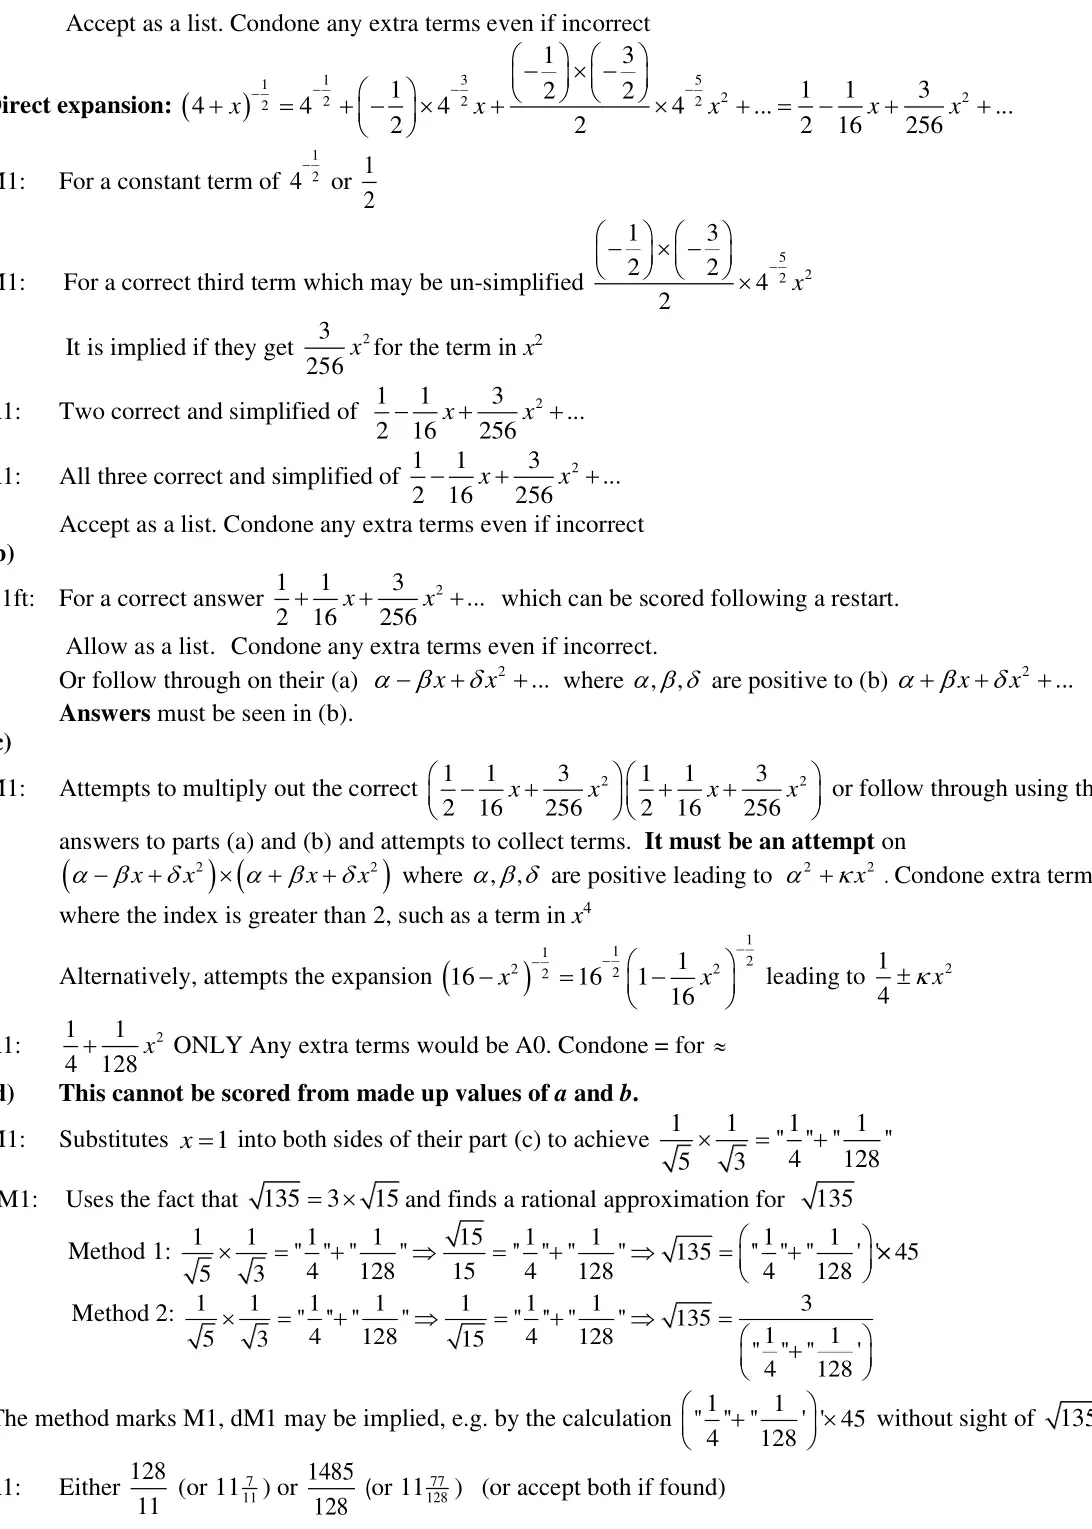 Accept as a list. Condone any extra terms even if incorrect
Direct expansion: (4 + x)^{-1/2} = 4^{-1/2} + (-1/2) × 4^{-3/2} x + ((-1/2) × (-3/2))/2 × 4^{-5/2} x² + ... = 1/2 − 1/16 x + 3/256 x² + ...
M1: For a constant term of 4^{-1/2} or 1/2
M1: For a correct third term which may be un-simplified ((-1/2) × (-3/2))/2 × 4^{-5/2} x²
It is implied if they get 3/256 x² for the term in x²
1: Two correct and simplified of 1/2 − 1/16 x + 3/256 x² + ...
1: All three correct and simplified of 1/2 − 1/16 x + 3/256 x² + ...
Accept as a list. Condone any extra terms even if incorrect
b)
1ft: For a correct answer 1/2 + 1/16 x + 3/256 x² + ... which can be scored following a restart.
Allow as a list. Condone any extra terms even if incorrect.
Or follow through on their (a) α − βx + δx² + ... where α, β, δ are positive to (b) α + βx + δx² + ...
Answers must be seen in (b).
c)
M1: Attempts to multiply out the correct (1/2 − 1/16 x + 3/256 x²)(1/2 + 1/16 x + 3/256 x²) or follow through using th
answers to parts (a) and (b) and attempts to collect terms. It must be an attempt on
(α − βx + δx²) × (α + βx + δx²) where α, β, δ are positive leading to α² + κx² . Condone extra term
where the index is greater than 2, such as a term in x⁴
Alternatively, attempts the expansion (16 − x²)^{-1/2} = 16^{-1/2} (1 − 1/16 x²)^{-1/2} leading to 1/4 ± κx²
1: 1/4 + 1/128 x² ONLY Any extra terms would be A0. Condone = for ≈
d) This cannot be scored from made up values of a and b.
M1: Substitutes x = 1 into both sides of their part (c) to achieve 1/√5 × 1/√3 = "1/4" + "1/128"
M1: Uses the fact that √135 = 3 × √15 and finds a rational approximation for √135
Method 1: 1/√5 × 1/√3 = "1/4" + "1/128" ⇒ √15/15 = "1/4" + "1/128" ⇒ √135 = ("1/4" + "1/128") × 45
Method 2: 1/√5 × 1/√3 = "1/4" + "1/128" ⇒ 1/√15 = "1/4" + "1/128" ⇒ √135 = 3/("1/4" + "1/128")
The method marks M1, dM1 may be implied, e.g. by the calculation ("1/4" + "1/128") × 45 without sight of √135
1: Either 128/11 (or 11 7/11) or 1485/128 (or 11 77/128) (or accept both if found)